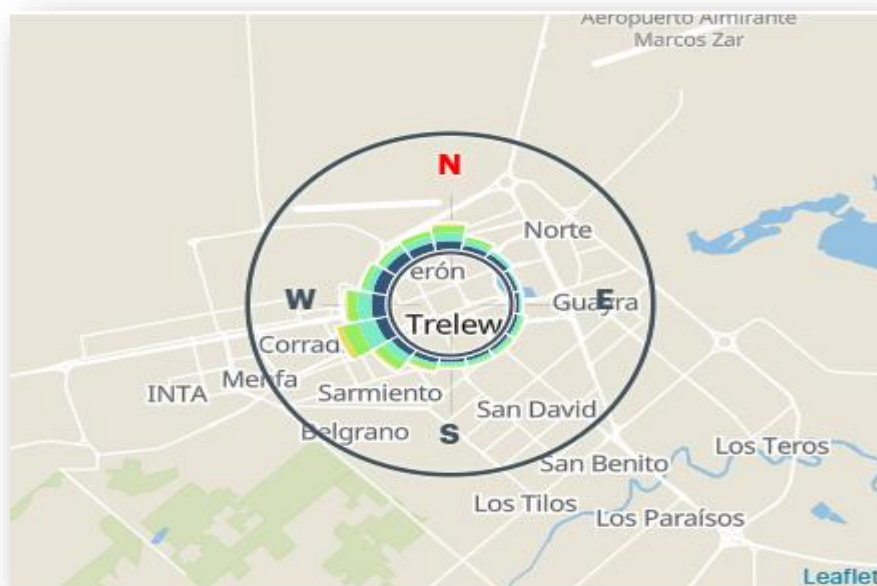 Aeropuerto Almirante
Marcos Zar
N
Norte
erón
W
Guayra
E
Trelew
Corrad
Menfa
INTA
Sarmiento
San David
Belgrano
S
Los Teros
San Benito
Los Tilos
Los Paraísos
Leaflet